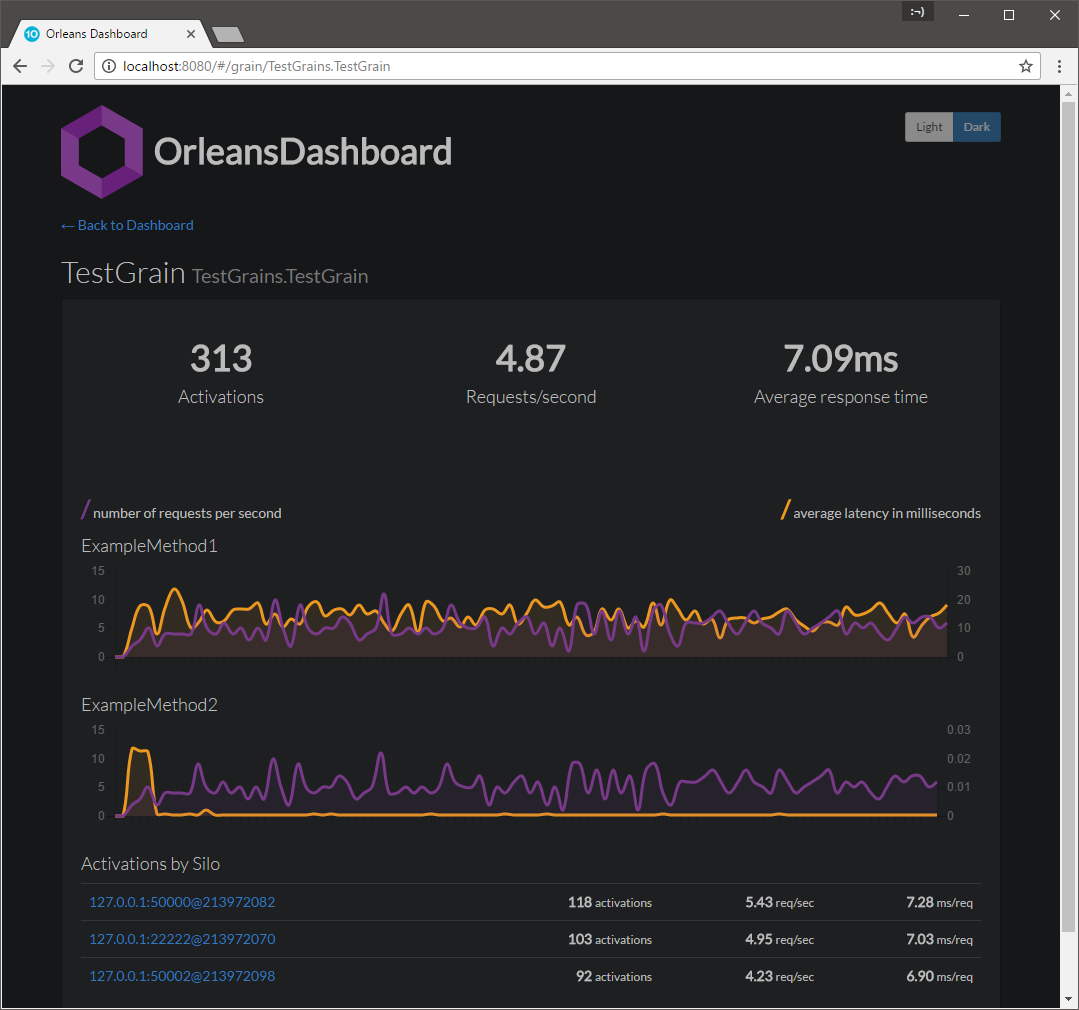 :¬)
10 Orleans Dashboard
localhost:8080/#/grain/TestGrains.TestGrain
OrleansDashboard
Light Dark
← Back to Dashboard
TestGrain TestGrains.TestGrain
313 4.87 7.09ms
Activations Requests/second Average response time
/ number of requests per second / average latency in milliseconds
ExampleMethod1
15 30
10 20
5 10
0 0
ExampleMethod2
15 0.03
10 0.02
5 0.01
0 0
Activations by Silo
127.0.0.1:50000@213972082 118 activations 5.43 req/sec 7.28 ms/req
127.0.0.1:22222@213972070 103 activations 4.95 req/sec 7.03 ms/req
127.0.0.1:50002@213972098 92 activations 4.23 req/sec 6.90 ms/req